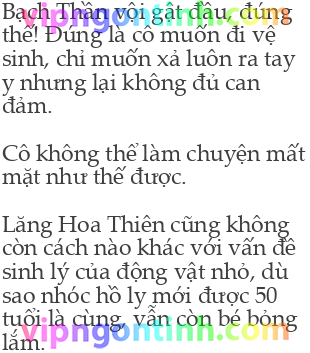 Bạch Thần vội gật đầu, đúng
thế! Đúng là cô muốn đi vệ
sinh, chỉ muốn xả luôn ra tay
y nhưng lại không đủ can
đảm.
Cô không thể làm chuyện mất
mặt như thế được.
Lăng Hoa Thiên cũng không
còn cách nào khác với vấn đề
sinh lý của động vật nhỏ, dù
sao nhóc hồ ly mới được 50
tuổi là cùng, vẫn còn bé bỏng
lắm.
vipngontinh.com
vipngontinh.com